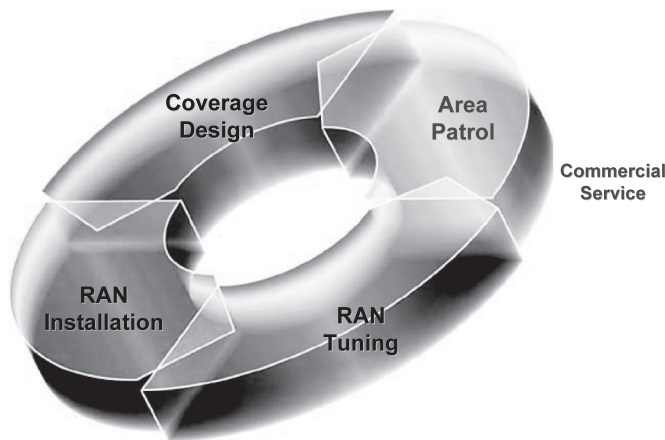 Coverage
Design
Area
Patrol
Commercial
Service
RAN
Installation
RAN
Tuning